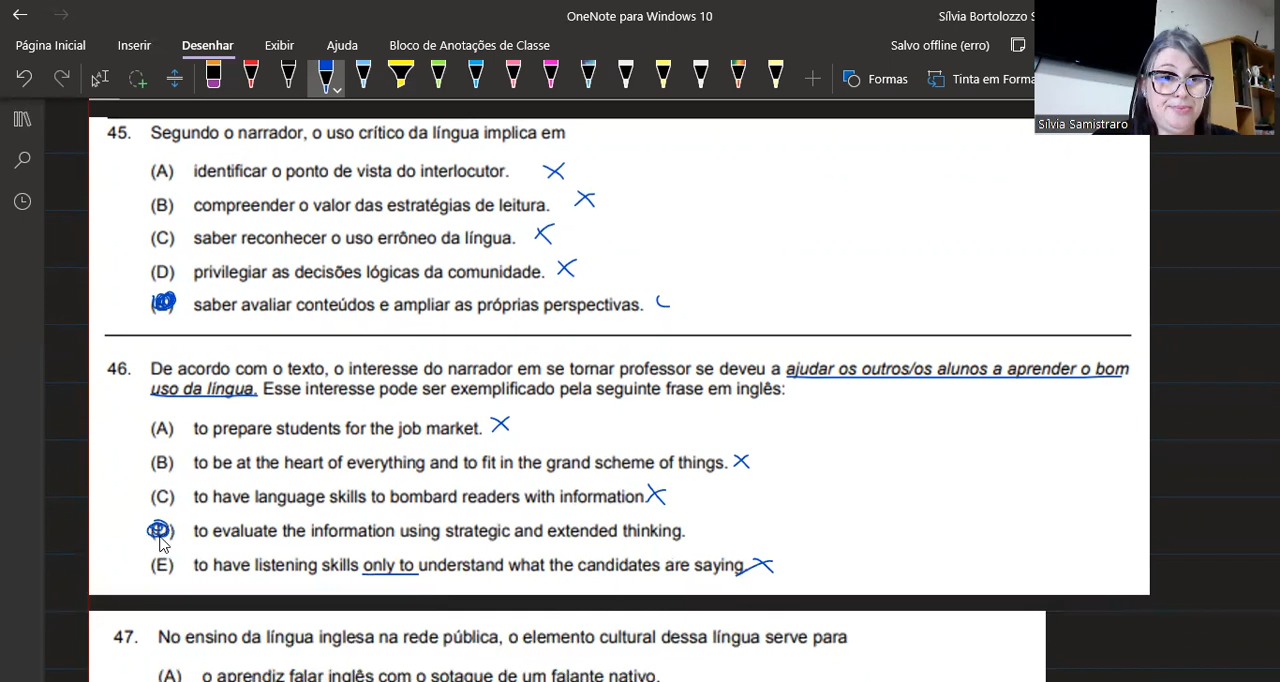 OneNote para Windows 10
Sílvia Bortolozzo S
Página Inicial Inserir Desenhar Exibir Ajuda Bloco de Anotações de Classe Salvo offline (erro)
Formas Tinta em Forma
Sílvia Samistraro
45. Segundo o narrador, o uso crítico da língua implica em
(A) identificar o ponto de vista do interlocutor.
(B) compreender o valor das estratégias de leitura.
(C) saber reconhecer o uso errôneo da língua.
(D) privilegiar as decisões lógicas da comunidade.
saber avaliar conteúdos e ampliar as próprias perspectivas.
46. De acordo com o texto, o interesse do narrador em se tornar professor se deveu a ajudar os outros/os alunos a aprender o bom
uso da língua. Esse interesse pode ser exemplificado pela seguinte frase em inglês:
(A) to prepare students for the job market.
(B) to be at the heart of everything and to fit in the grand scheme of things.
(C) to have language skills to bombard readers with information
to evaluate the information using strategic and extended thinking.
(E) to have listening skills only to understand what the candidates are saying
47. No ensino da língua inglesa na rede pública, o elemento cultural dessa língua serve para
(A) o aprendiz falar inglês com o sotaque de um falante nativo.